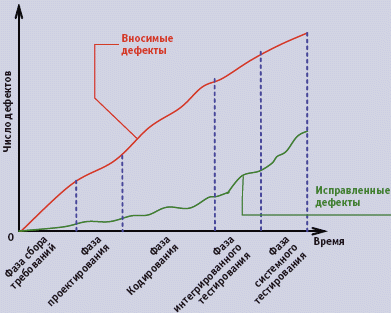 Вносимые
дефекты
Число дефектов
Исправленные
дефекты
0
Время
Фаза сбора
требований
Фаза
проектирования
Фаза
Кодирования
Фаза
интегрированного
тестирования
Фаза
системного
тестирования